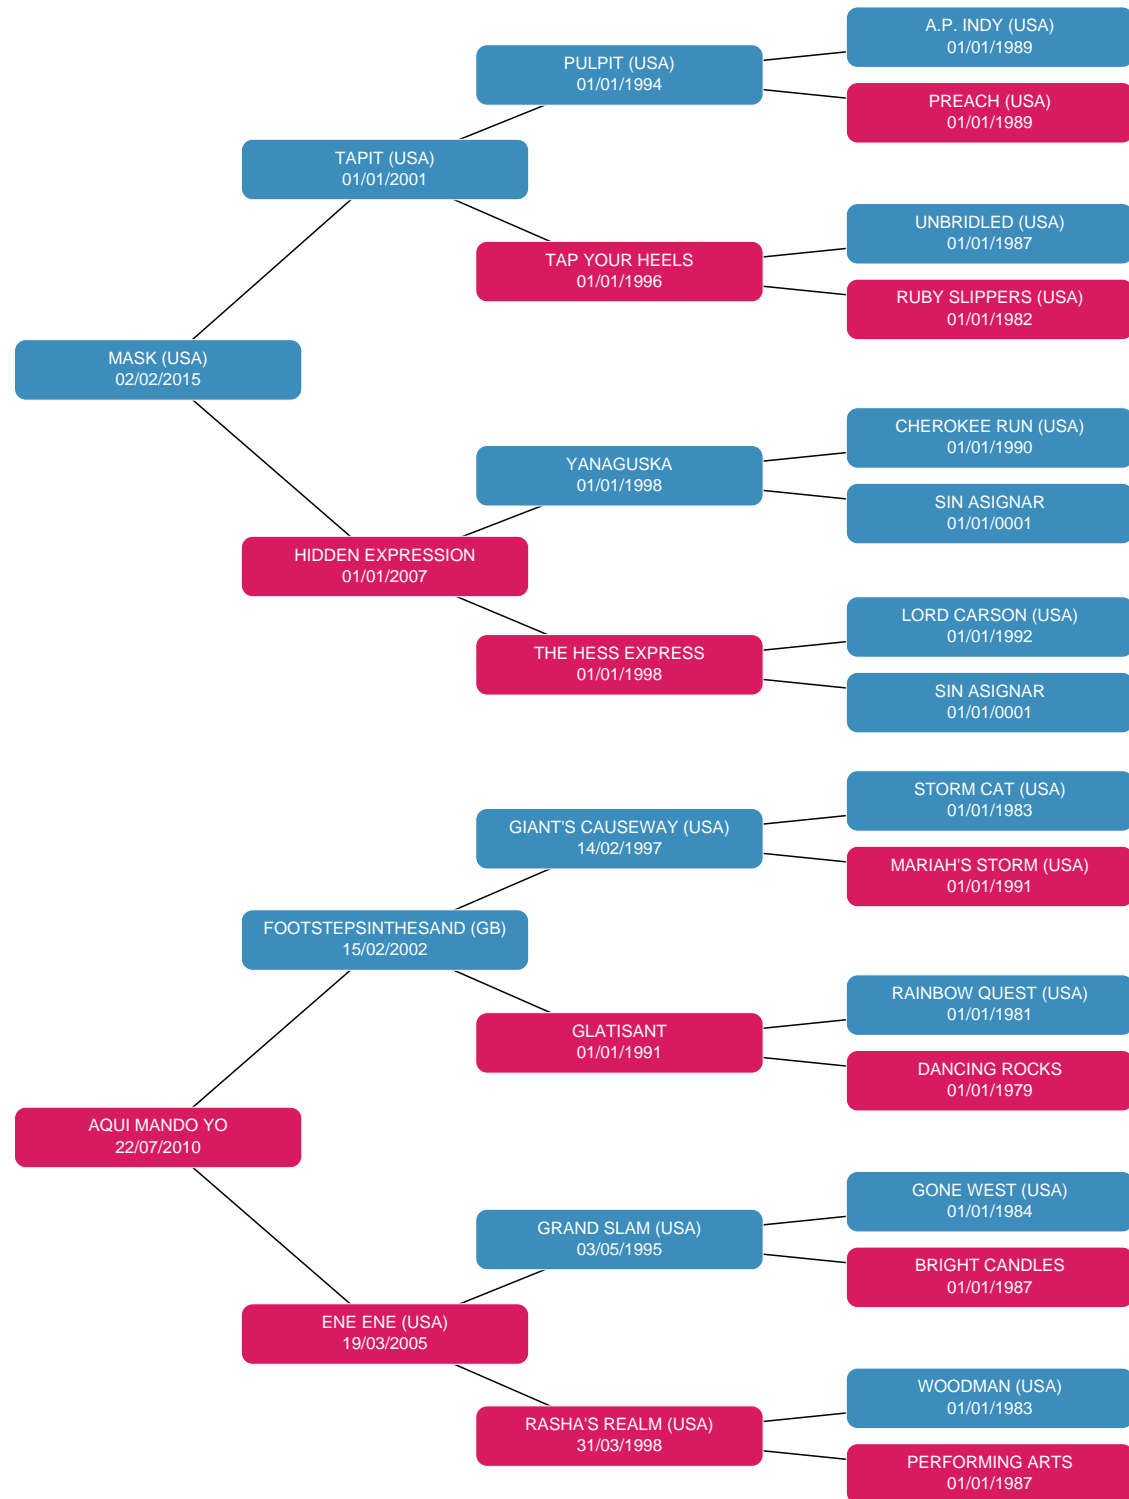 A.P. INDY (USA)
01/01/1989
PULPIT (USA)
01/01/1994
PREACH (USA)
01/01/1989
TAPIT (USA)
01/01/2001
UNBRIDLED (USA)
01/01/1987
TAP YOUR HEELS
01/01/1996
RUBY SLIPPERS (USA)
01/01/1982
MASK (USA)
02/02/2015
CHEROKEE RUN (USA)
01/01/1990
YANAGUSKA
01/01/1998
SIN ASIGNAR
01/01/0001
HIDDEN EXPRESSION
01/01/2007
LORD CARSON (USA)
01/01/1992
THE HESS EXPRESS
01/01/1998
SIN ASIGNAR
01/01/0001
STORM CAT (USA)
01/01/1983
GIANT'S CAUSEWAY (USA)
14/02/1997
MARIAH'S STORM (USA)
01/01/1991
FOOTSTEPSINTHESAND (GB)
15/02/2002
RAINBOW QUEST (USA)
01/01/1981
GLATISANT
01/01/1991
DANCING ROCKS
01/01/1979
AQUI MANDO YO
22/07/2010
GONE WEST (USA)
01/01/1984
GRAND SLAM (USA)
03/05/1995
BRIGHT CANDLES
01/01/1987
ENE ENE (USA)
19/03/2005
WOODMAN (USA)
01/01/1983
RASHA'S REALM (USA)
31/03/1998
PERFORMING ARTS
01/01/1987